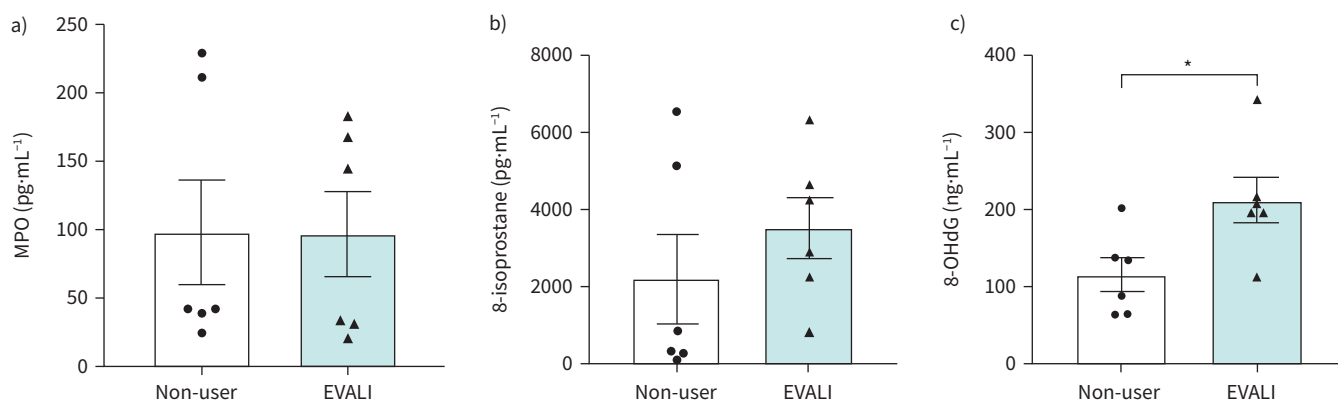 a)
MPO (pg·mL⁻¹)
250
200
150
100
50
0
Non-user
EVALI
b)
8-isoprostane (pg·mL⁻¹)
8000
6000
4000
2000
0
Non-user
EVALI
c)
8-OHdG (ng·mL⁻¹)
400
300
200
100
0
*
Non-user
EVALI